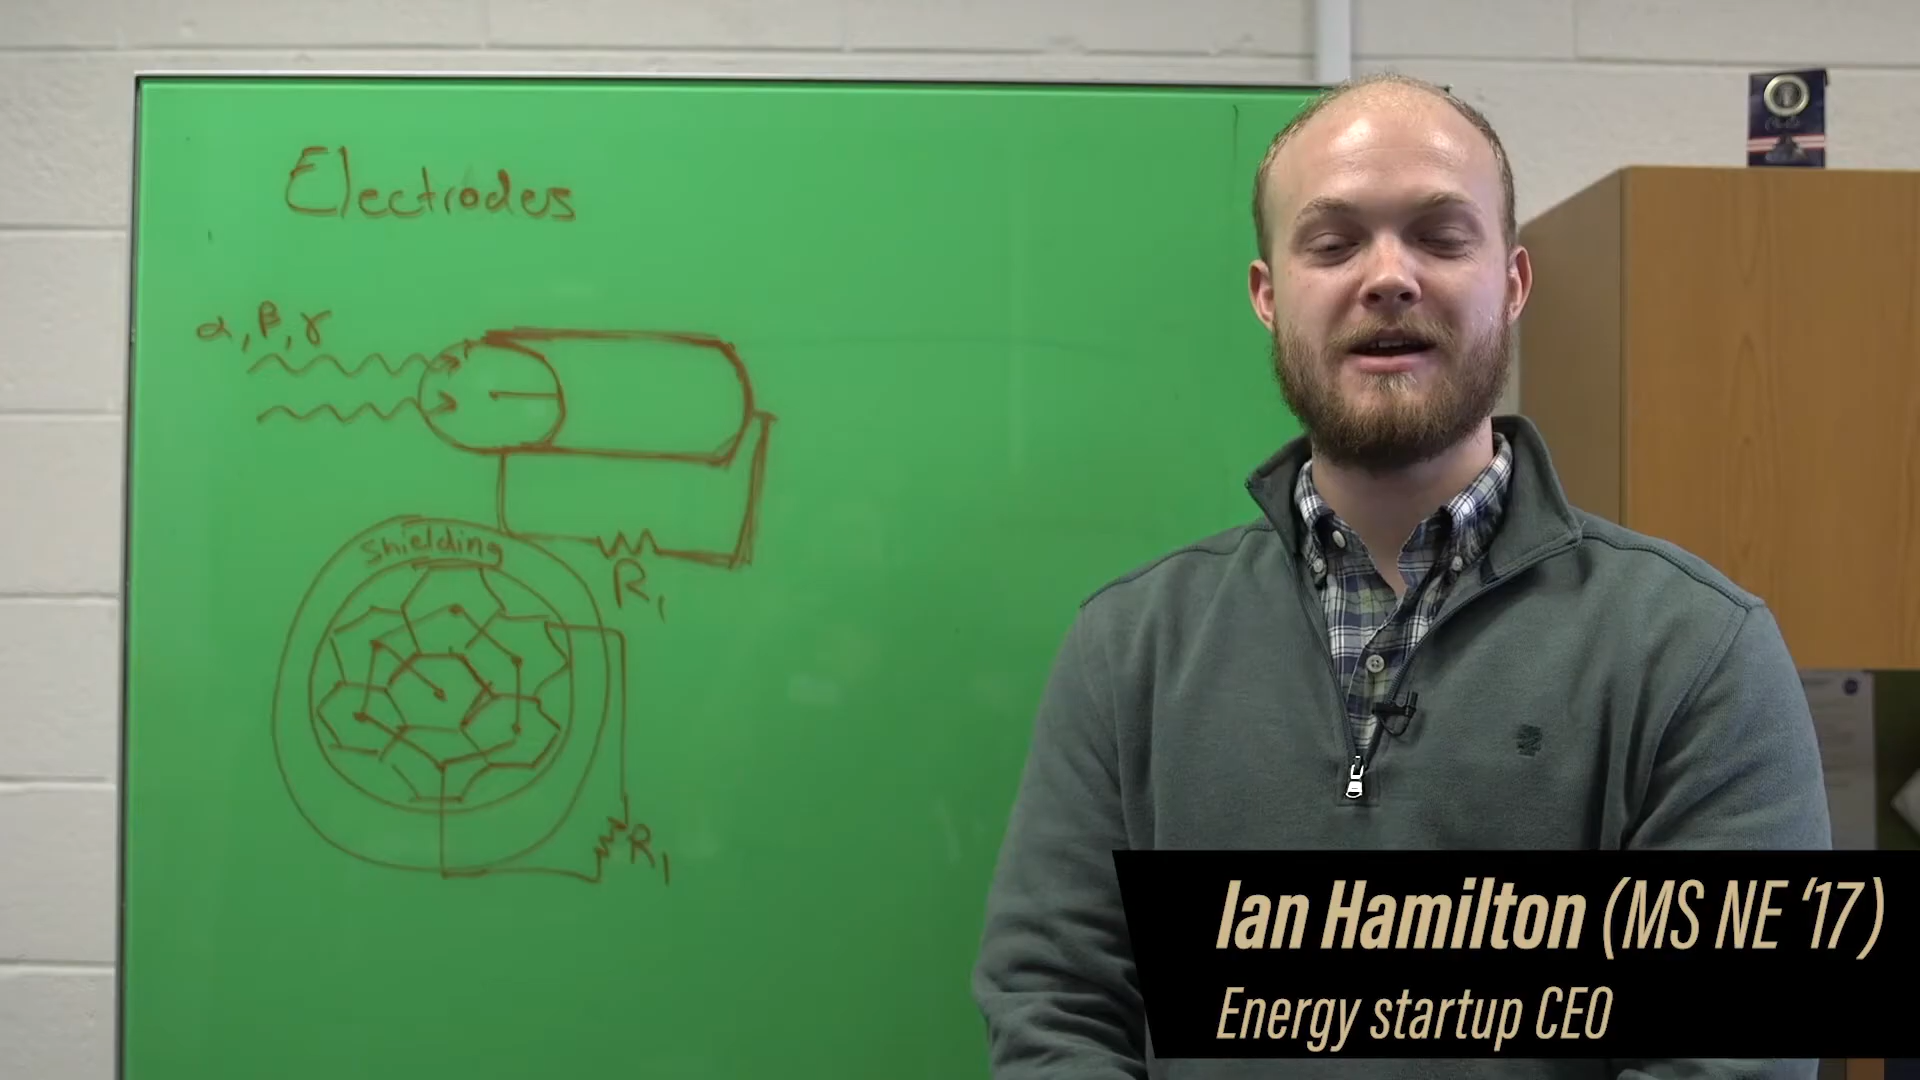 Electrodes
α, β, γ
Shielding
R1
R1
Ian Hamilton (MS NE ‘17)
Energy startup CEO